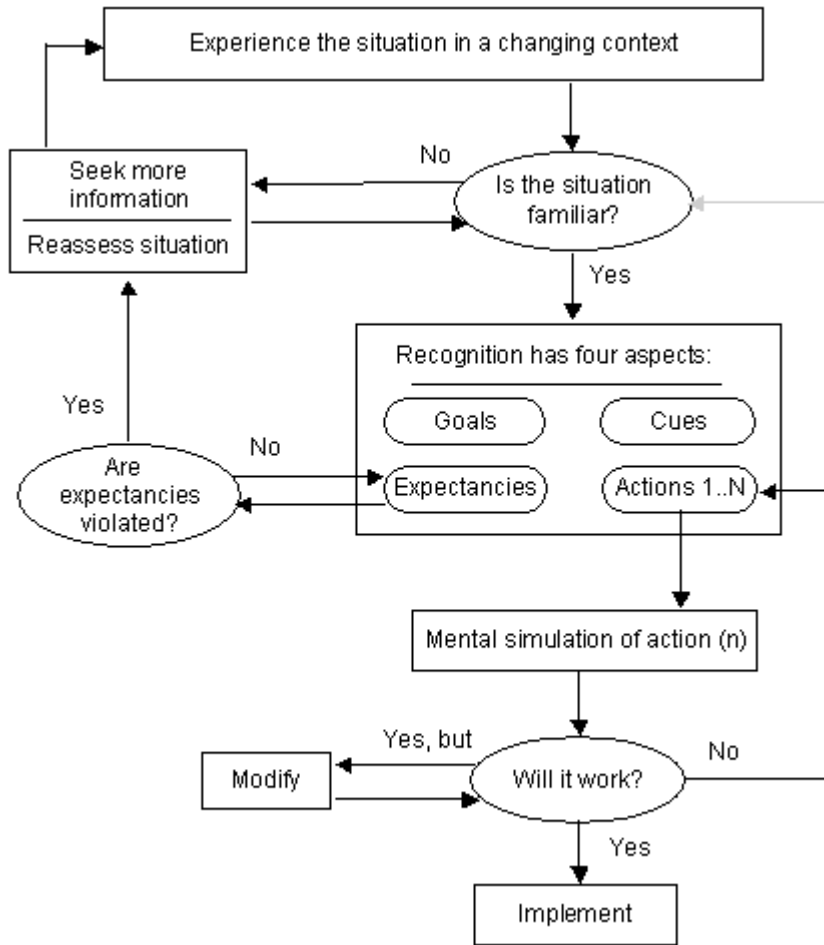 Experience the situation in a changing context
No
Seek more
information
Reassess situation
Is the situation
familiar?
Yes
Recognition has four aspects:
Goals
Cues
Yes
No
Are
expectancies
violated?
Expectancies
Actions 1..N
Mental simulation of action (n)
Yes, but
No
Modify
Will it work?
Yes
Implement